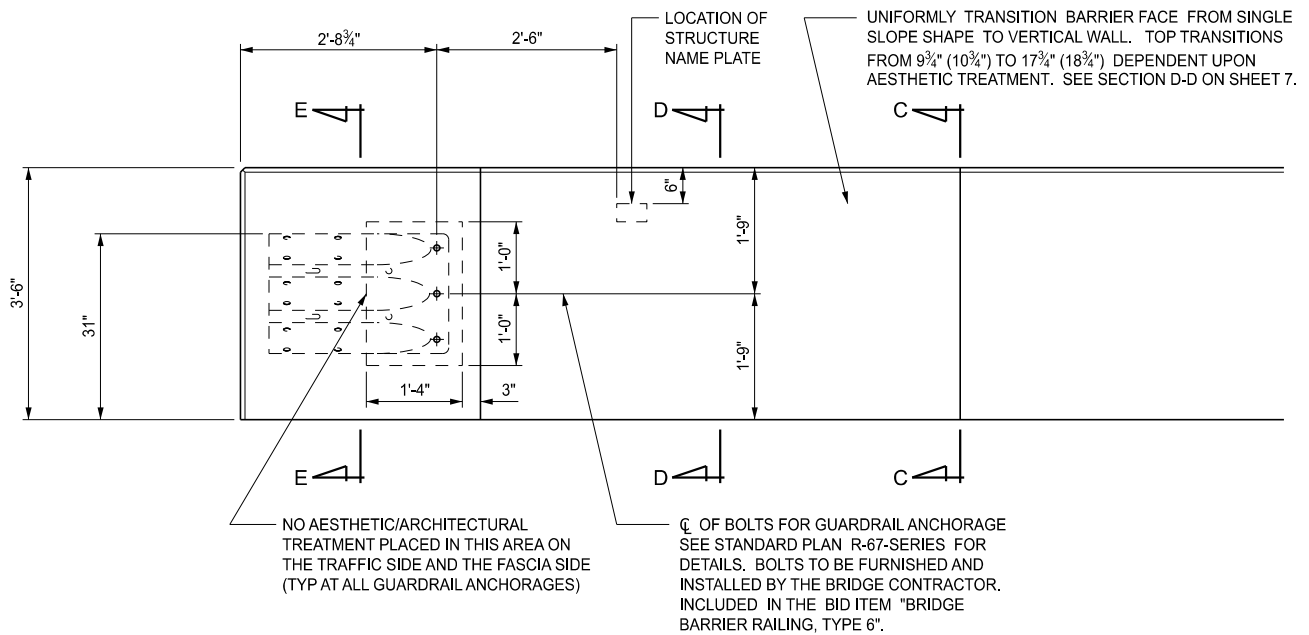 LOCATION OF
STRUCTURE
NAME PLATE
UNIFORMLY TRANSITION BARRIER FACE FROM SINGLE
SLOPE SHAPE TO VERTICAL WALL. TOP TRANSITIONS
FROM 9¾" (10¾") TO 17¾" (18¾") DEPENDENT UPON
AESTHETIC TREATMENT. SEE SECTION D-D ON SHEET 7.
2'-8¾"
2'-6"
E
D
C
6"
3'-6"
31"
1'-0"
1'-0"
1'-9"
1'-9"
1'-4"
3"
E
D
C
NO AESTHETIC/ARCHITECTURAL
TREATMENT PLACED IN THIS AREA ON
THE TRAFFIC SIDE AND THE FASCIA SIDE
(TYP AT ALL GUARDRAIL ANCHORAGES)
℄ OF BOLTS FOR GUARDRAIL ANCHORAGE
SEE STANDARD PLAN R-67-SERIES FOR
DETAILS. BOLTS TO BE FURNISHED AND
INSTALLED BY THE BRIDGE CONTRACTOR.
INCLUDED IN THE BID ITEM "BRIDGE
BARRIER RAILING, TYPE 6".